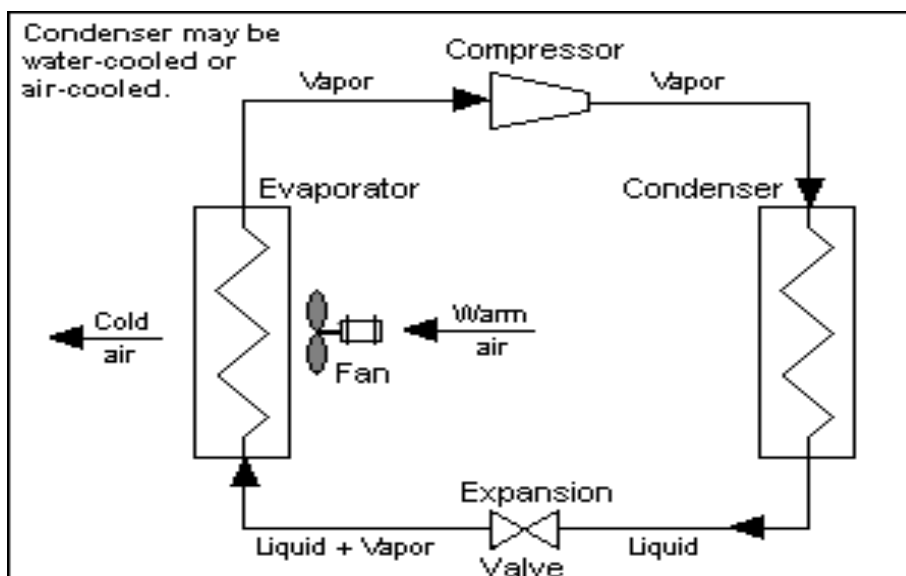 Condenser may be
water-cooled or
air-cooled.
Compressor
Vapor
Vapor
Evaporator
Condenser
Cold
air
Fan
Warm
air
Expansion
Valve
Liquid + Vapor
Liquid